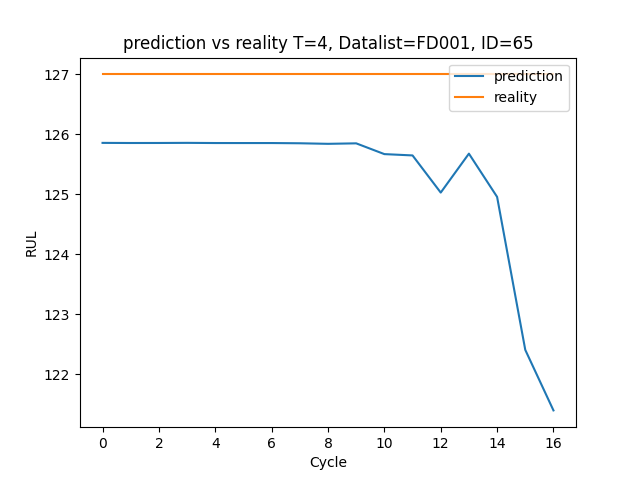 prediction vs reality T=4, Datalist=FD001, ID=65
prediction
reality
RUL
127
126
125
124
123
122
0 2 4 6 8 10 12 14 16
Cycle